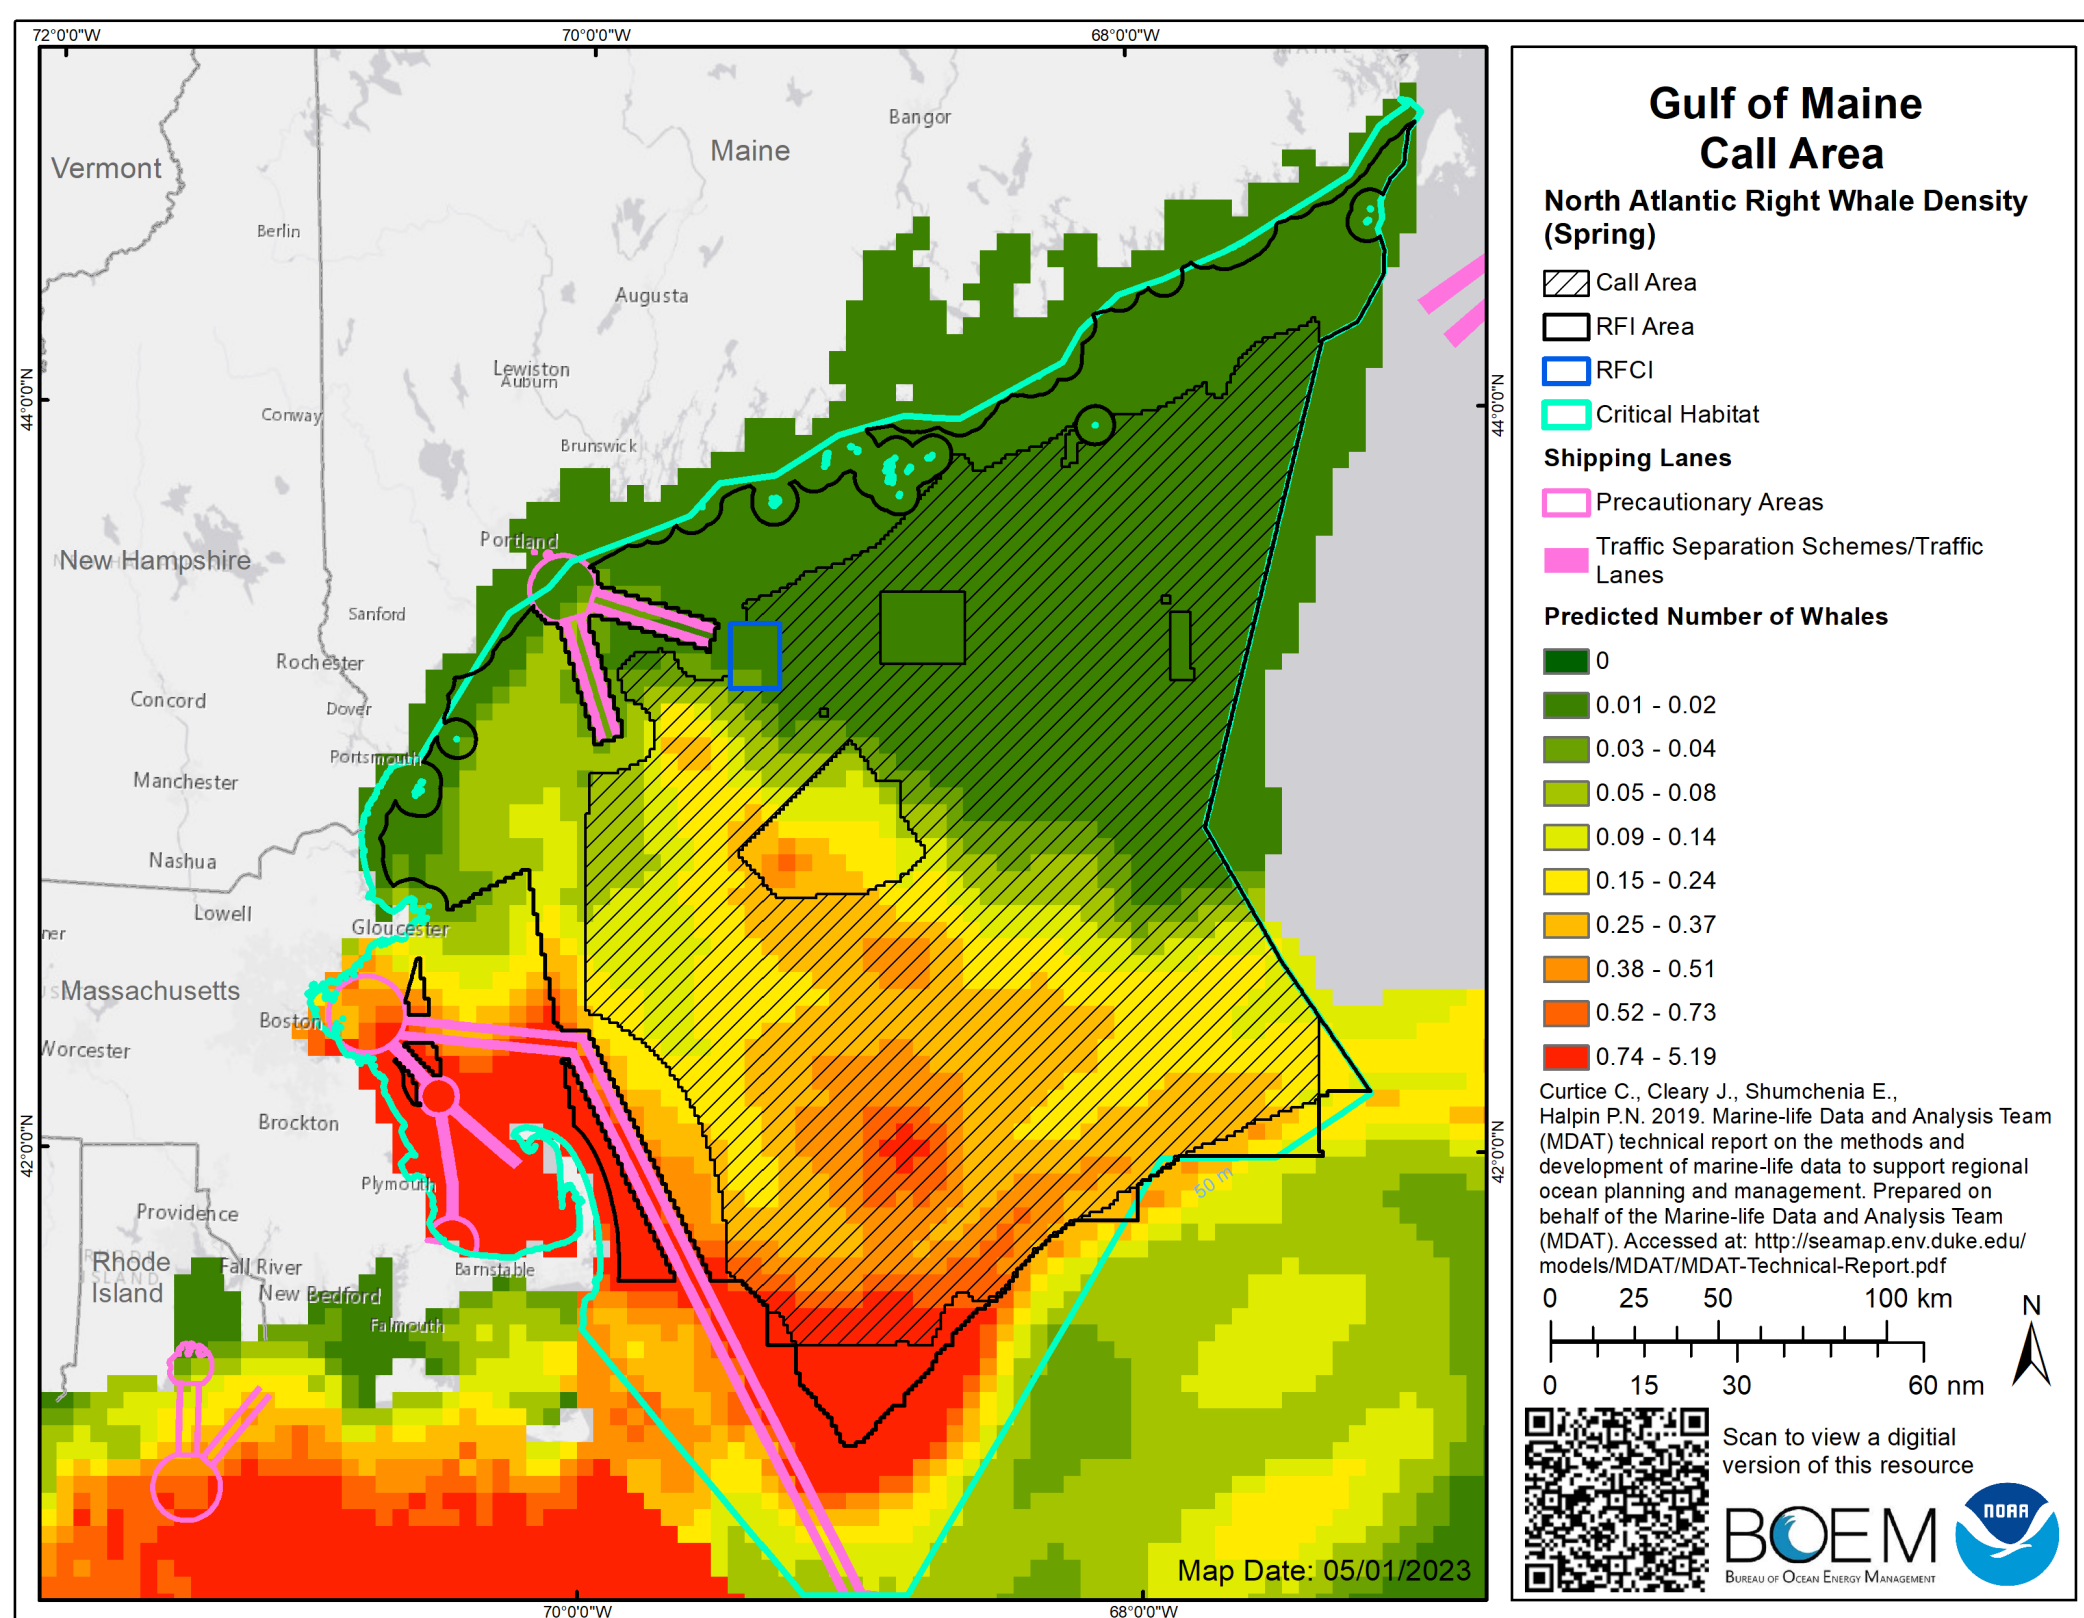 72°0'0"W
70°0'0"W
68°0'0"W
Gulf of Maine
Call Area
North Atlantic Right Whale Density
(Spring)
Call Area
RFI Area
RFCI
Critical Habitat
Shipping Lanes
Precautionary Areas
Traffic Separation Schemes/Traffic
Lanes
Predicted Number of Whales
0
0.01 - 0.02
0.03 - 0.04
0.05 - 0.08
0.09 - 0.14
0.15 - 0.24
0.25 - 0.37
0.38 - 0.51
0.52 - 0.73
0.74 - 5.19
Curtice C., Cleary J., Shumchenia E.,
Halpin P.N. 2019. Marine-life Data and Analysis Team
(MDAT) technical report on the methods and
development of marine-life data to support regional
ocean planning and management. Prepared on
behalf of the Marine-life Data and Analysis Team
(MDAT). Accessed at: http://seamap.env.duke.edu/
models/MDAT/MDAT-Technical-Report.pdf
0 25 50 100 km
0 15 30 60 nm
N
Scan to view a digitial
version of this resource
BOEM
BUREAU OF OCEAN ENERGY MANAGEMENT
NOAA
Bangor
Maine
Vermont
Berlin
Augusta
Lewiston
Auburn
44°0'0"N
44°0'0"N
Conway
Brunswick
Portland
New Hampshire
Sanford
Rochester
Concord
Dover
Portsmouth
Manchester
Nashua
Lowell
Gloucester
ner
Massachusetts
Boston
Worcester
Brockton
42°0'0"N
42°0'0"N
Plymouth
50 m
Providence
Rhode
Island
Fall River
Barnstable
New Bedford
Falmouth
Map Date: 05/01/2023
70°0'0"W
68°0'0"W